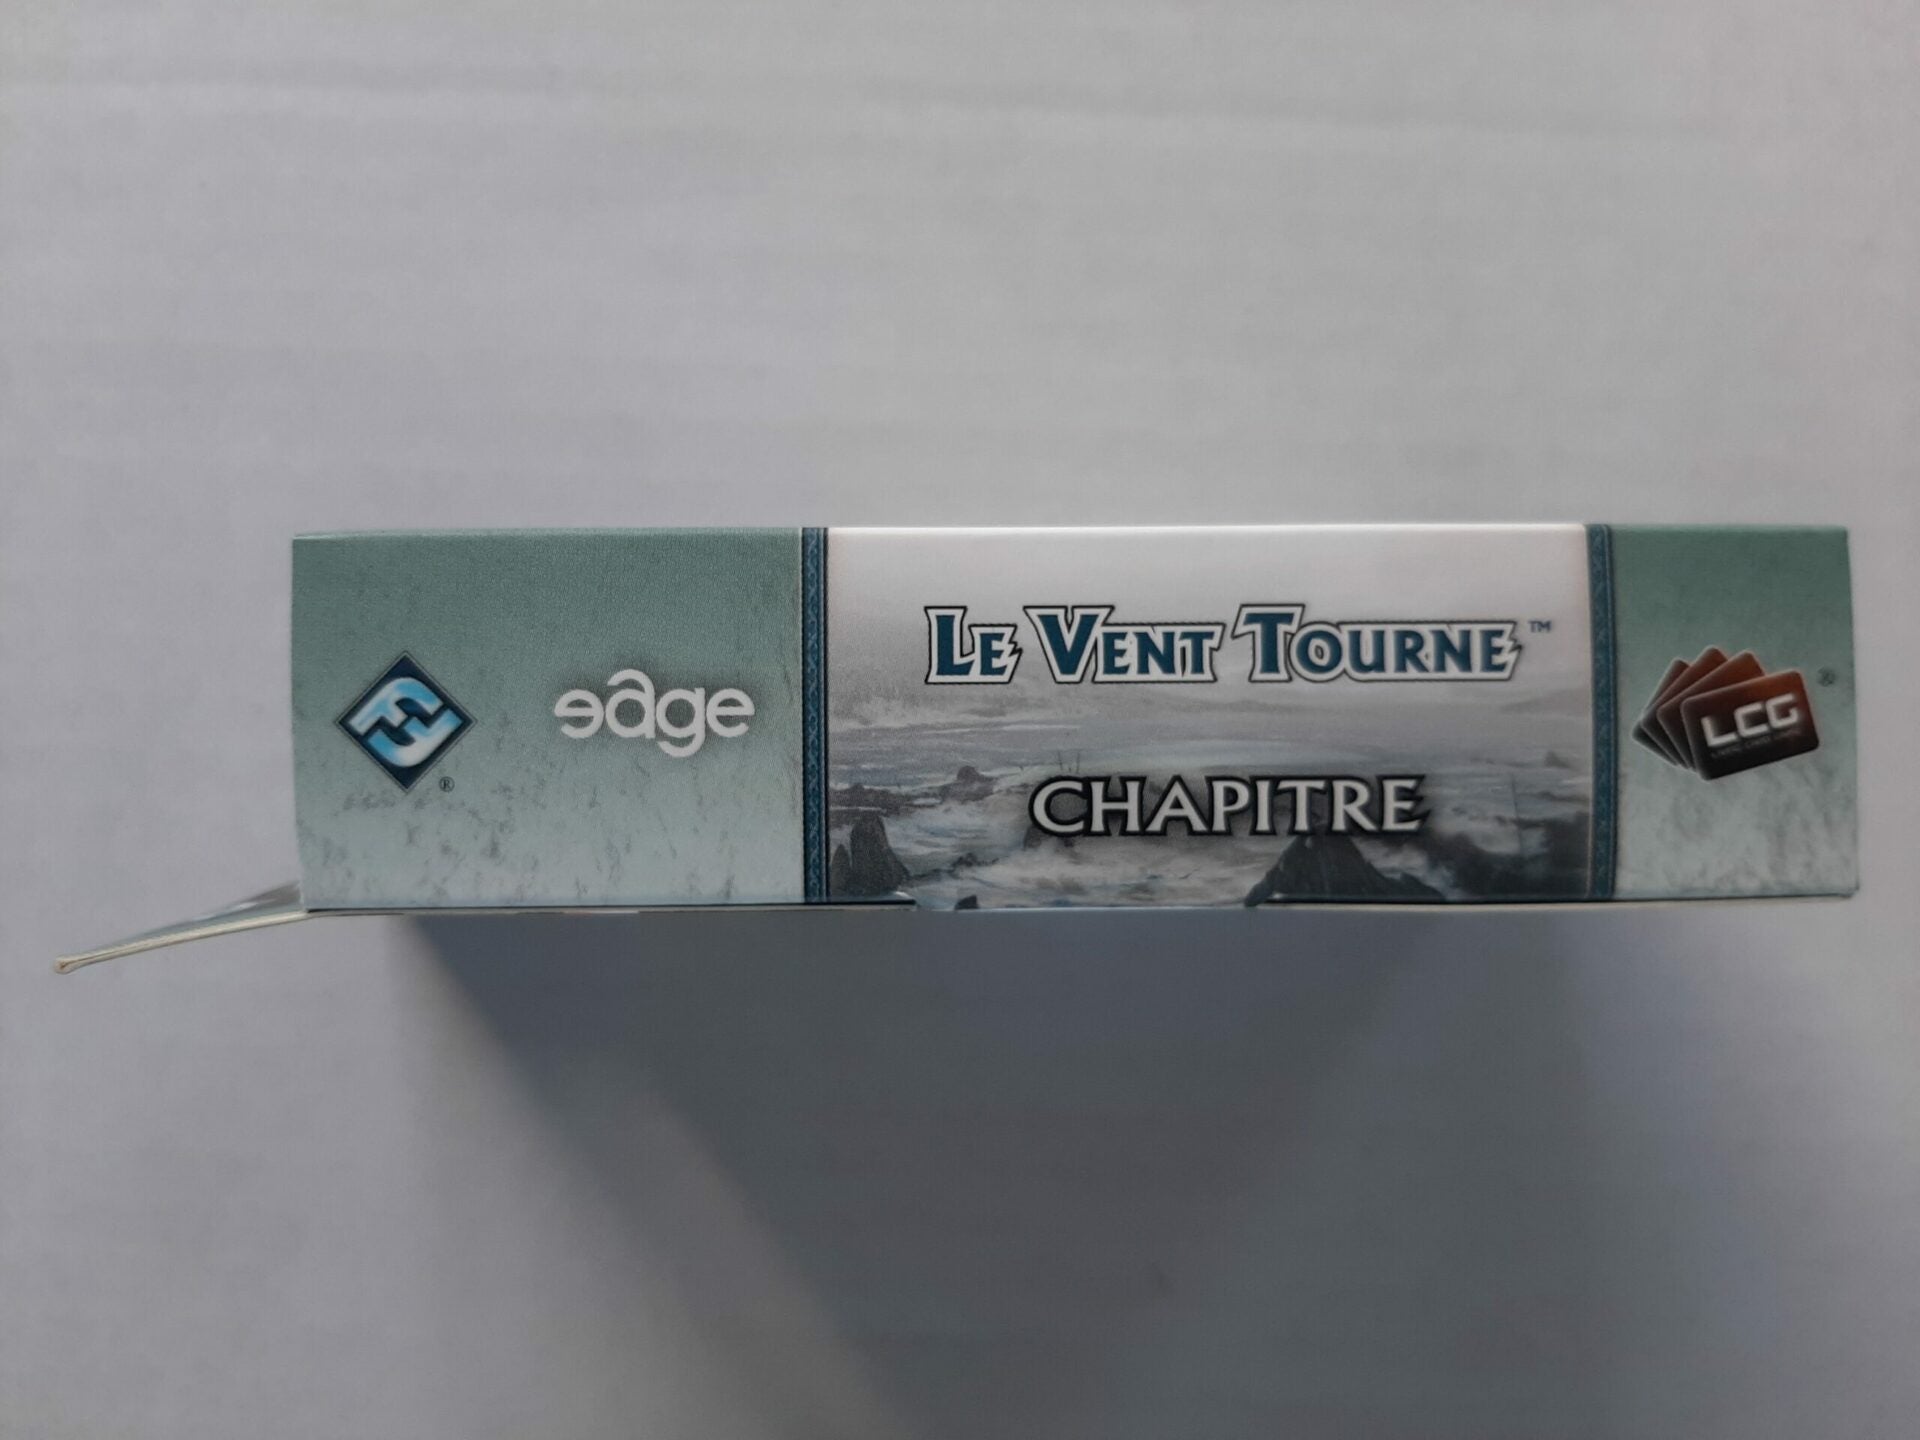 edge
LE VENT TOURNE™
CHAPITRE
LCG
®
®